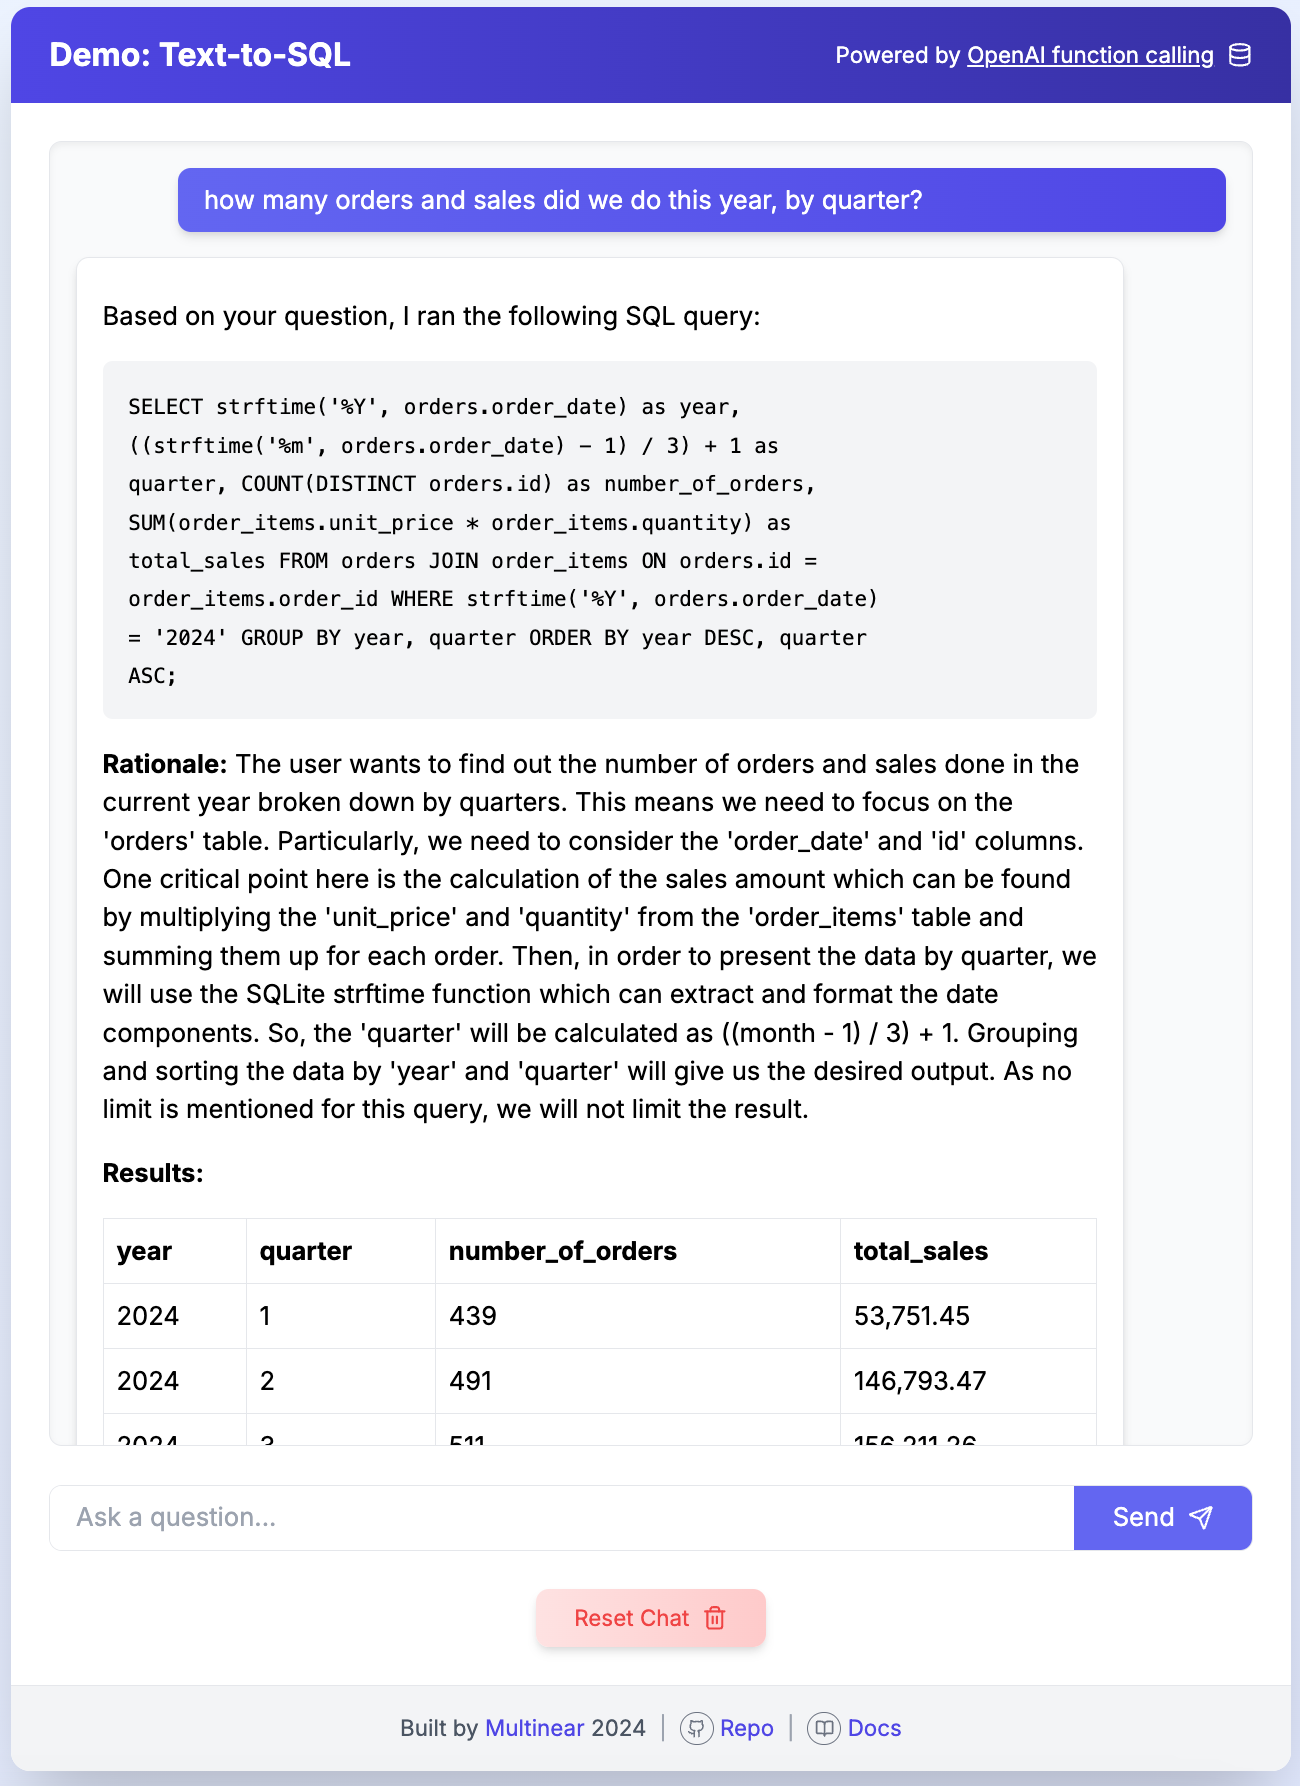 Demo: Text-to-SQL
Powered by OpenAI function calling
how many orders and sales did we do this year, by quarter?
Based on your question, I ran the following SQL query:
SELECT strftime('%Y', orders.order_date) as year,
((strftime('%m', orders.order_date) - 1) / 3) + 1 as
quarter, COUNT(DISTINCT orders.id) as number_of_orders,
SUM(order_items.unit_price * order_items.quantity) as
total_sales FROM orders JOIN order_items ON orders.id =
order_items.order_id WHERE strftime('%Y', orders.order_date)
= '2024' GROUP BY year, quarter ORDER BY year DESC, quarter
ASC;
Rationale: The user wants to find out the number of orders and sales done in the
current year broken down by quarters. This means we need to focus on the
'orders' table. Particularly, we need to consider the 'order_date' and 'id' columns.
One critical point here is the calculation of the sales amount which can be found
by multiplying the 'unit_price' and 'quantity' from the 'order_items' table and
summing them up for each order. Then, in order to present the data by quarter, we
will use the SQLite strftime function which can extract and format the date
components. So, the 'quarter' will be calculated as ((month - 1) / 3) + 1. Grouping
and sorting the data by 'year' and 'quarter' will give us the desired output. As no
limit is mentioned for this query, we will not limit the result.
Results:
year quarter number_of_orders total_sales
2024 1 439 53,751.45
2024 2 491 146,793.47
2024 3 511 156,211.26
Ask a question...
Send
Reset Chat
Built by Multinear 2024 | Repo | Docs